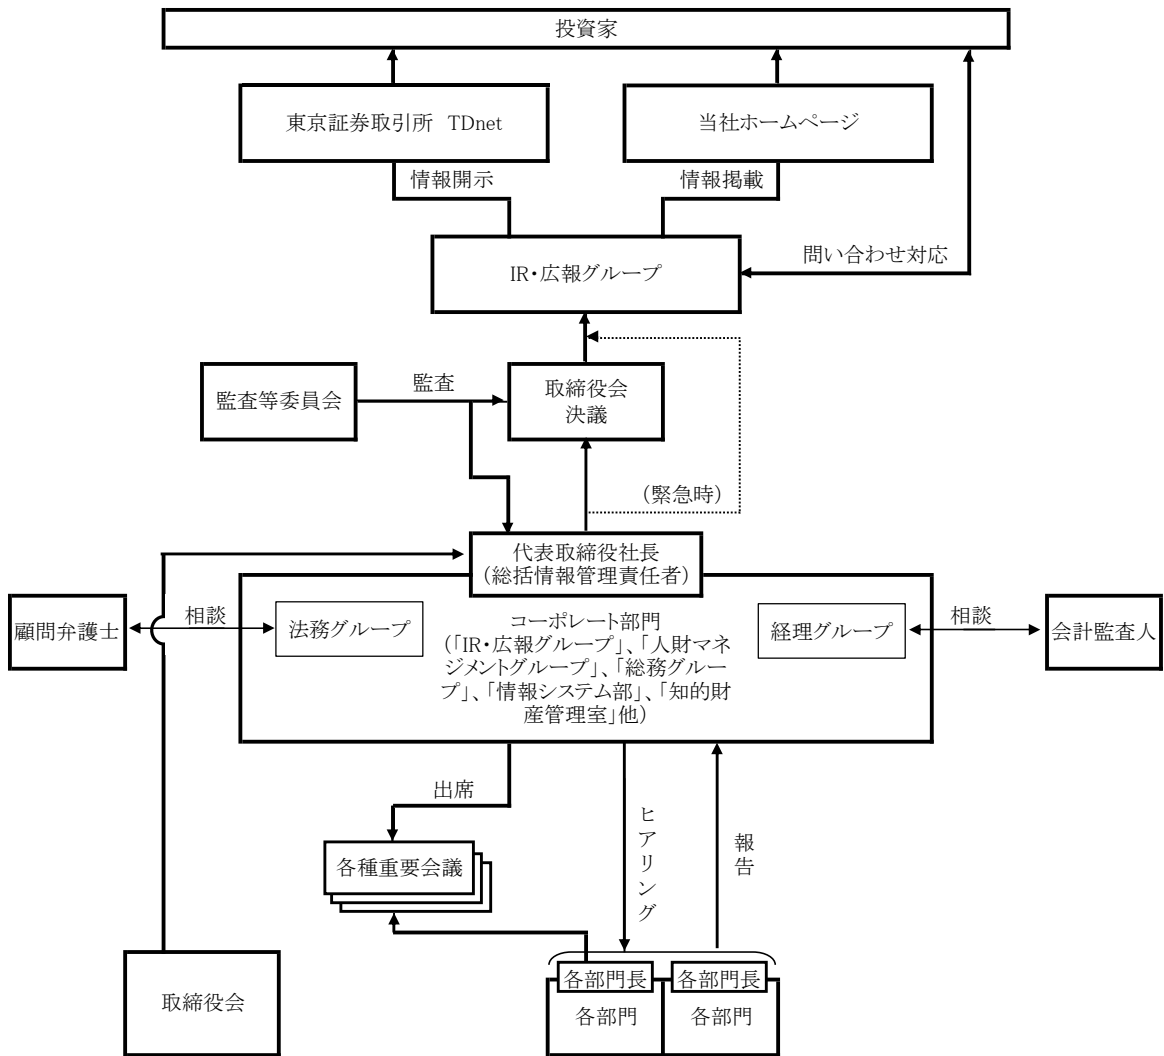 投資家
東京証券取引所 TDnet
当社ホームページ
情報開示
情報掲載
IR・広報グループ
問い合わせ対応
監査等委員会
監査
取締役会
決議
(緊急時)
代表取締役社長
(総括情報管理責任者)
顧問弁護士
相談
法務グループ
コーポレート部門
(「IR・広報グループ」、「人財マネ
ジメントグループ」、「総務グルー
プ」、「情報システム部」、「知的財
産管理室」他)
経理グループ
相談
会計監査人
出席
ヒアリング
報告
各種重要会議
取締役会
各部門長
各部門長
各部門
各部門